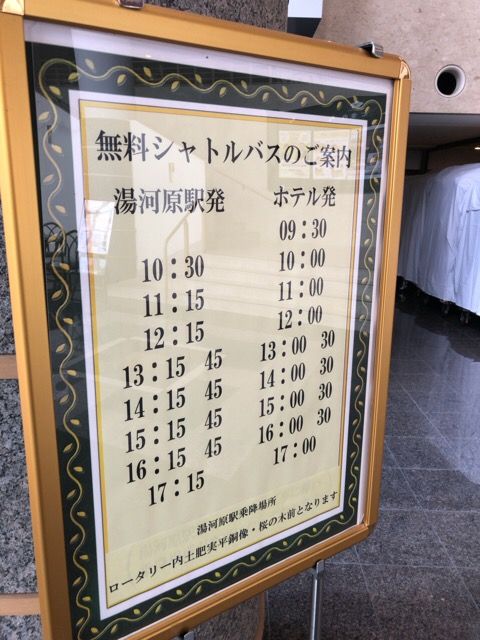 無料シャトルバスのご案内
湯河原駅発 ホテル発
09:30
10:30 10:00
11:15 11:00
12:15 12:00
13:15 45 13:00 30
14:15 45 14:00 30
15:15 45 15:00 30
16:15 45 16:00 30
17:15 17:00
湯河原駅乗降場所
ロータリー内土肥実平銅像・桜の木前となります